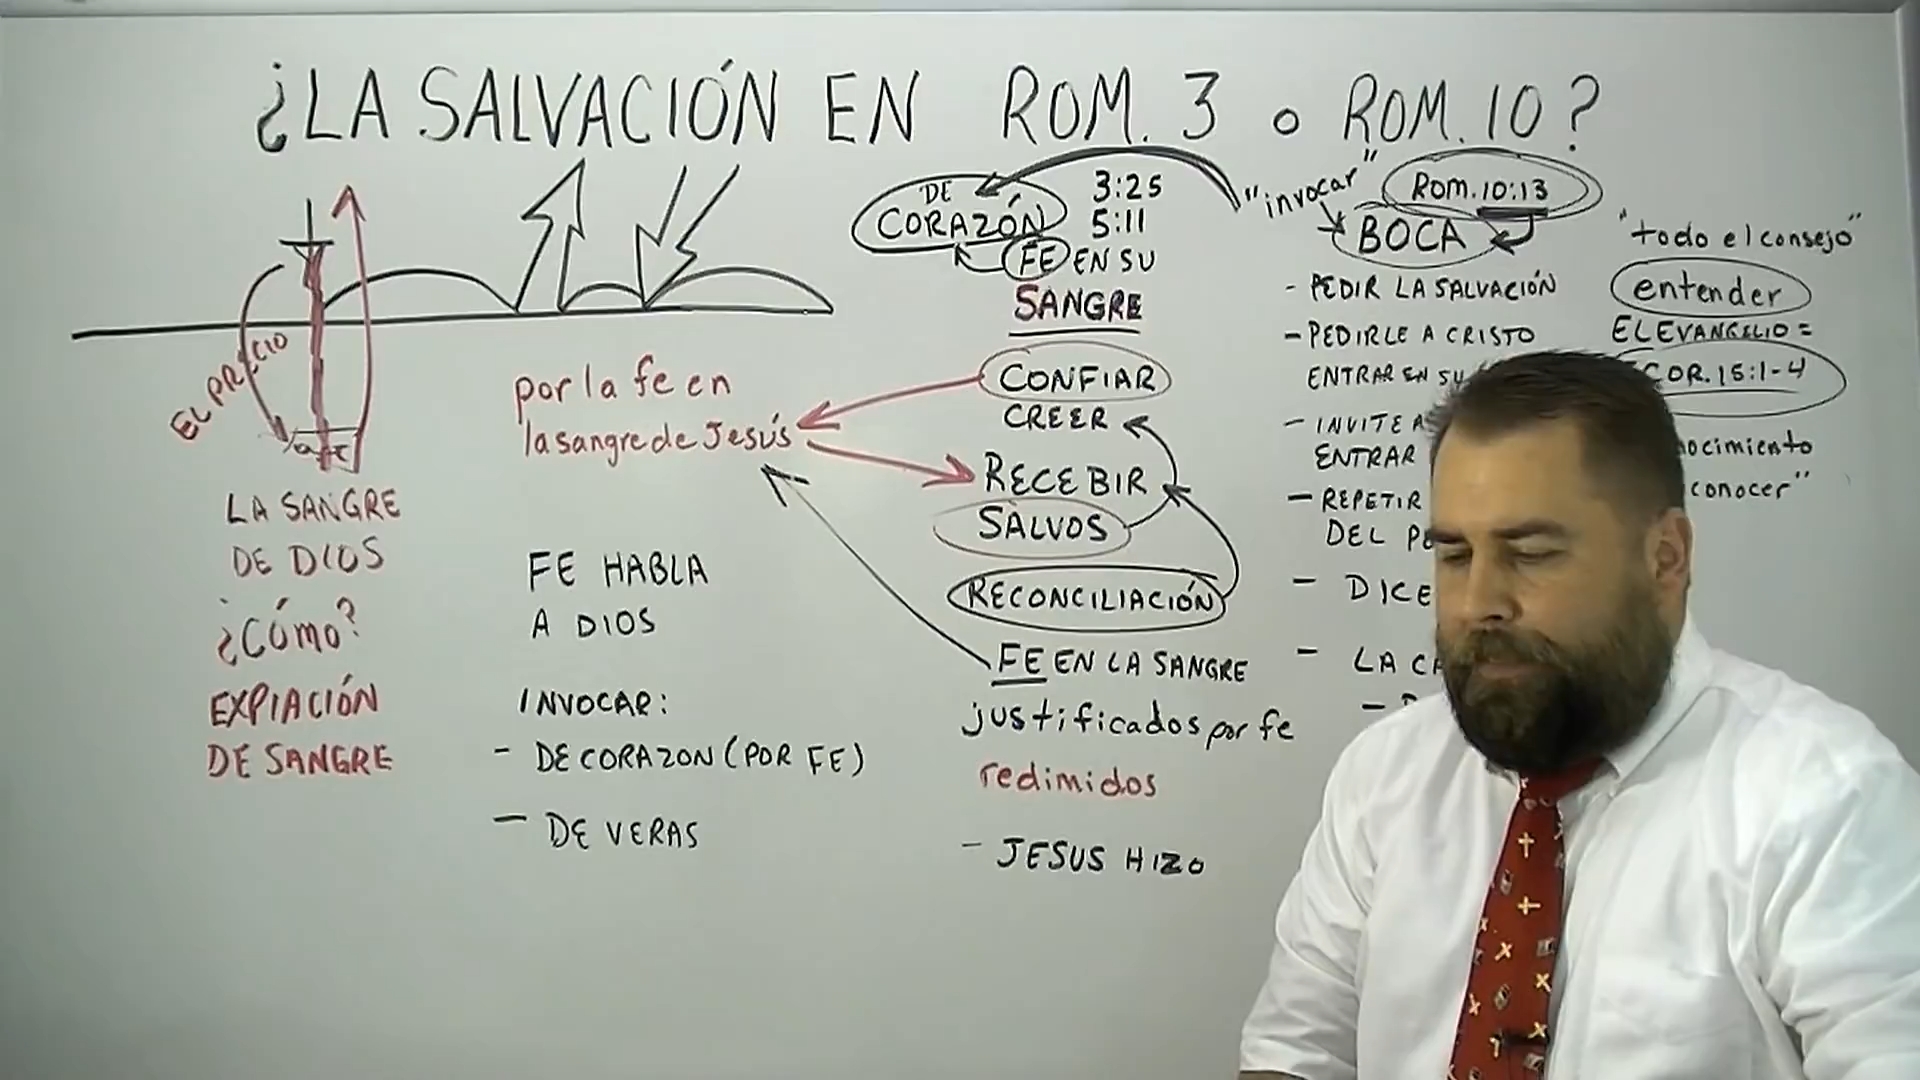 ¿LA SALVACIÓN EN ROM. 3 o ROM. 10?
EL PRECIO
LA SANGRE
DE DIOS
¿CÓMO?
EXPIACIÓN
DE SANGRE
por la fe en
la sangre de Jesús
FE HABLA
A DIOS
INVOCAR:
- DE CORAZON (POR FE)
- DE VERAS
DE
CORAZÓN
3:25
5:11
FE EN SU
SANGRE
CONFIAR
CREER
RECEBIR
SALVOS
RECONCILIACIÓN
FE EN LA SANGRE
justificados por fe
redimidos
- JESUS HIZO
"invocar"
Rom. 10:13
BOCA
- PEDIR LA SALVACIÓN
- PEDIRLE A CRISTO
ENTRAR EN SU
- INVITE A
ENTRAR
- REPETIR
DEL
- DICE
- LA
"todo el consejo"
entender
EL EVANGELIO =
COR. 15:1-4
conocer"